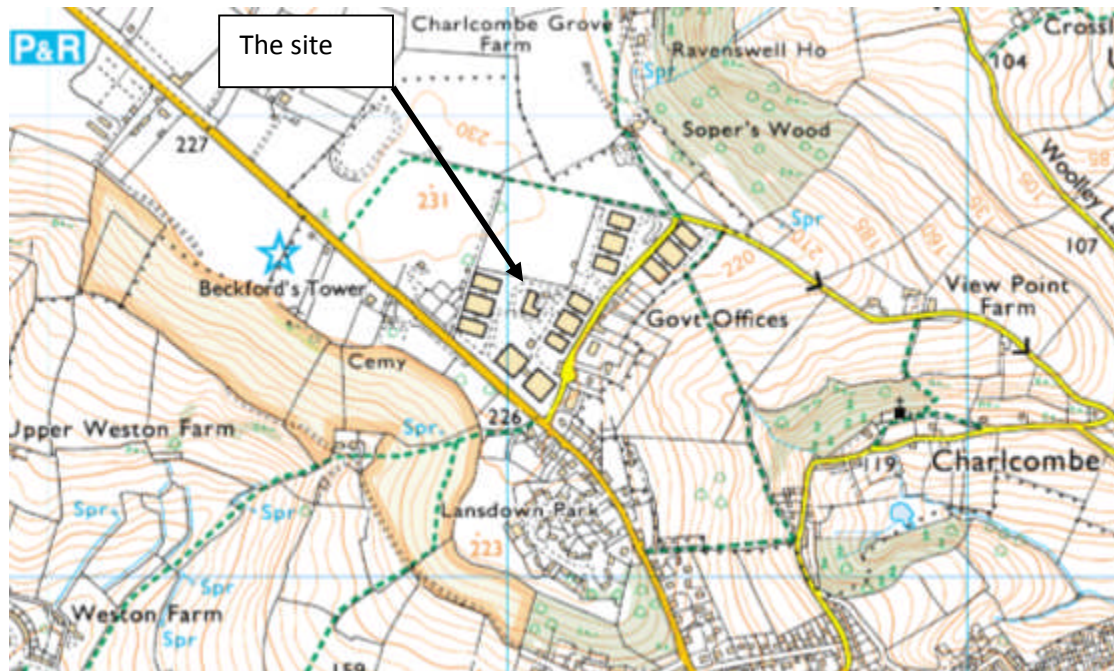 P&R
The site
Charlcombe Grove
Farm
Ravenswell Ho
Crossl
104
Spr
230
227
Soper's Wood
Woolley L
231
Spr
107
Beckford's Tower
220
215
185
View Point
Farm
Govt Offices
Cemy
226
Spr
Upper Weston Farm
119
Charlcombe
Lansdown Park
Spr
Spr
223
Spr
Weston Farm
Spr
159